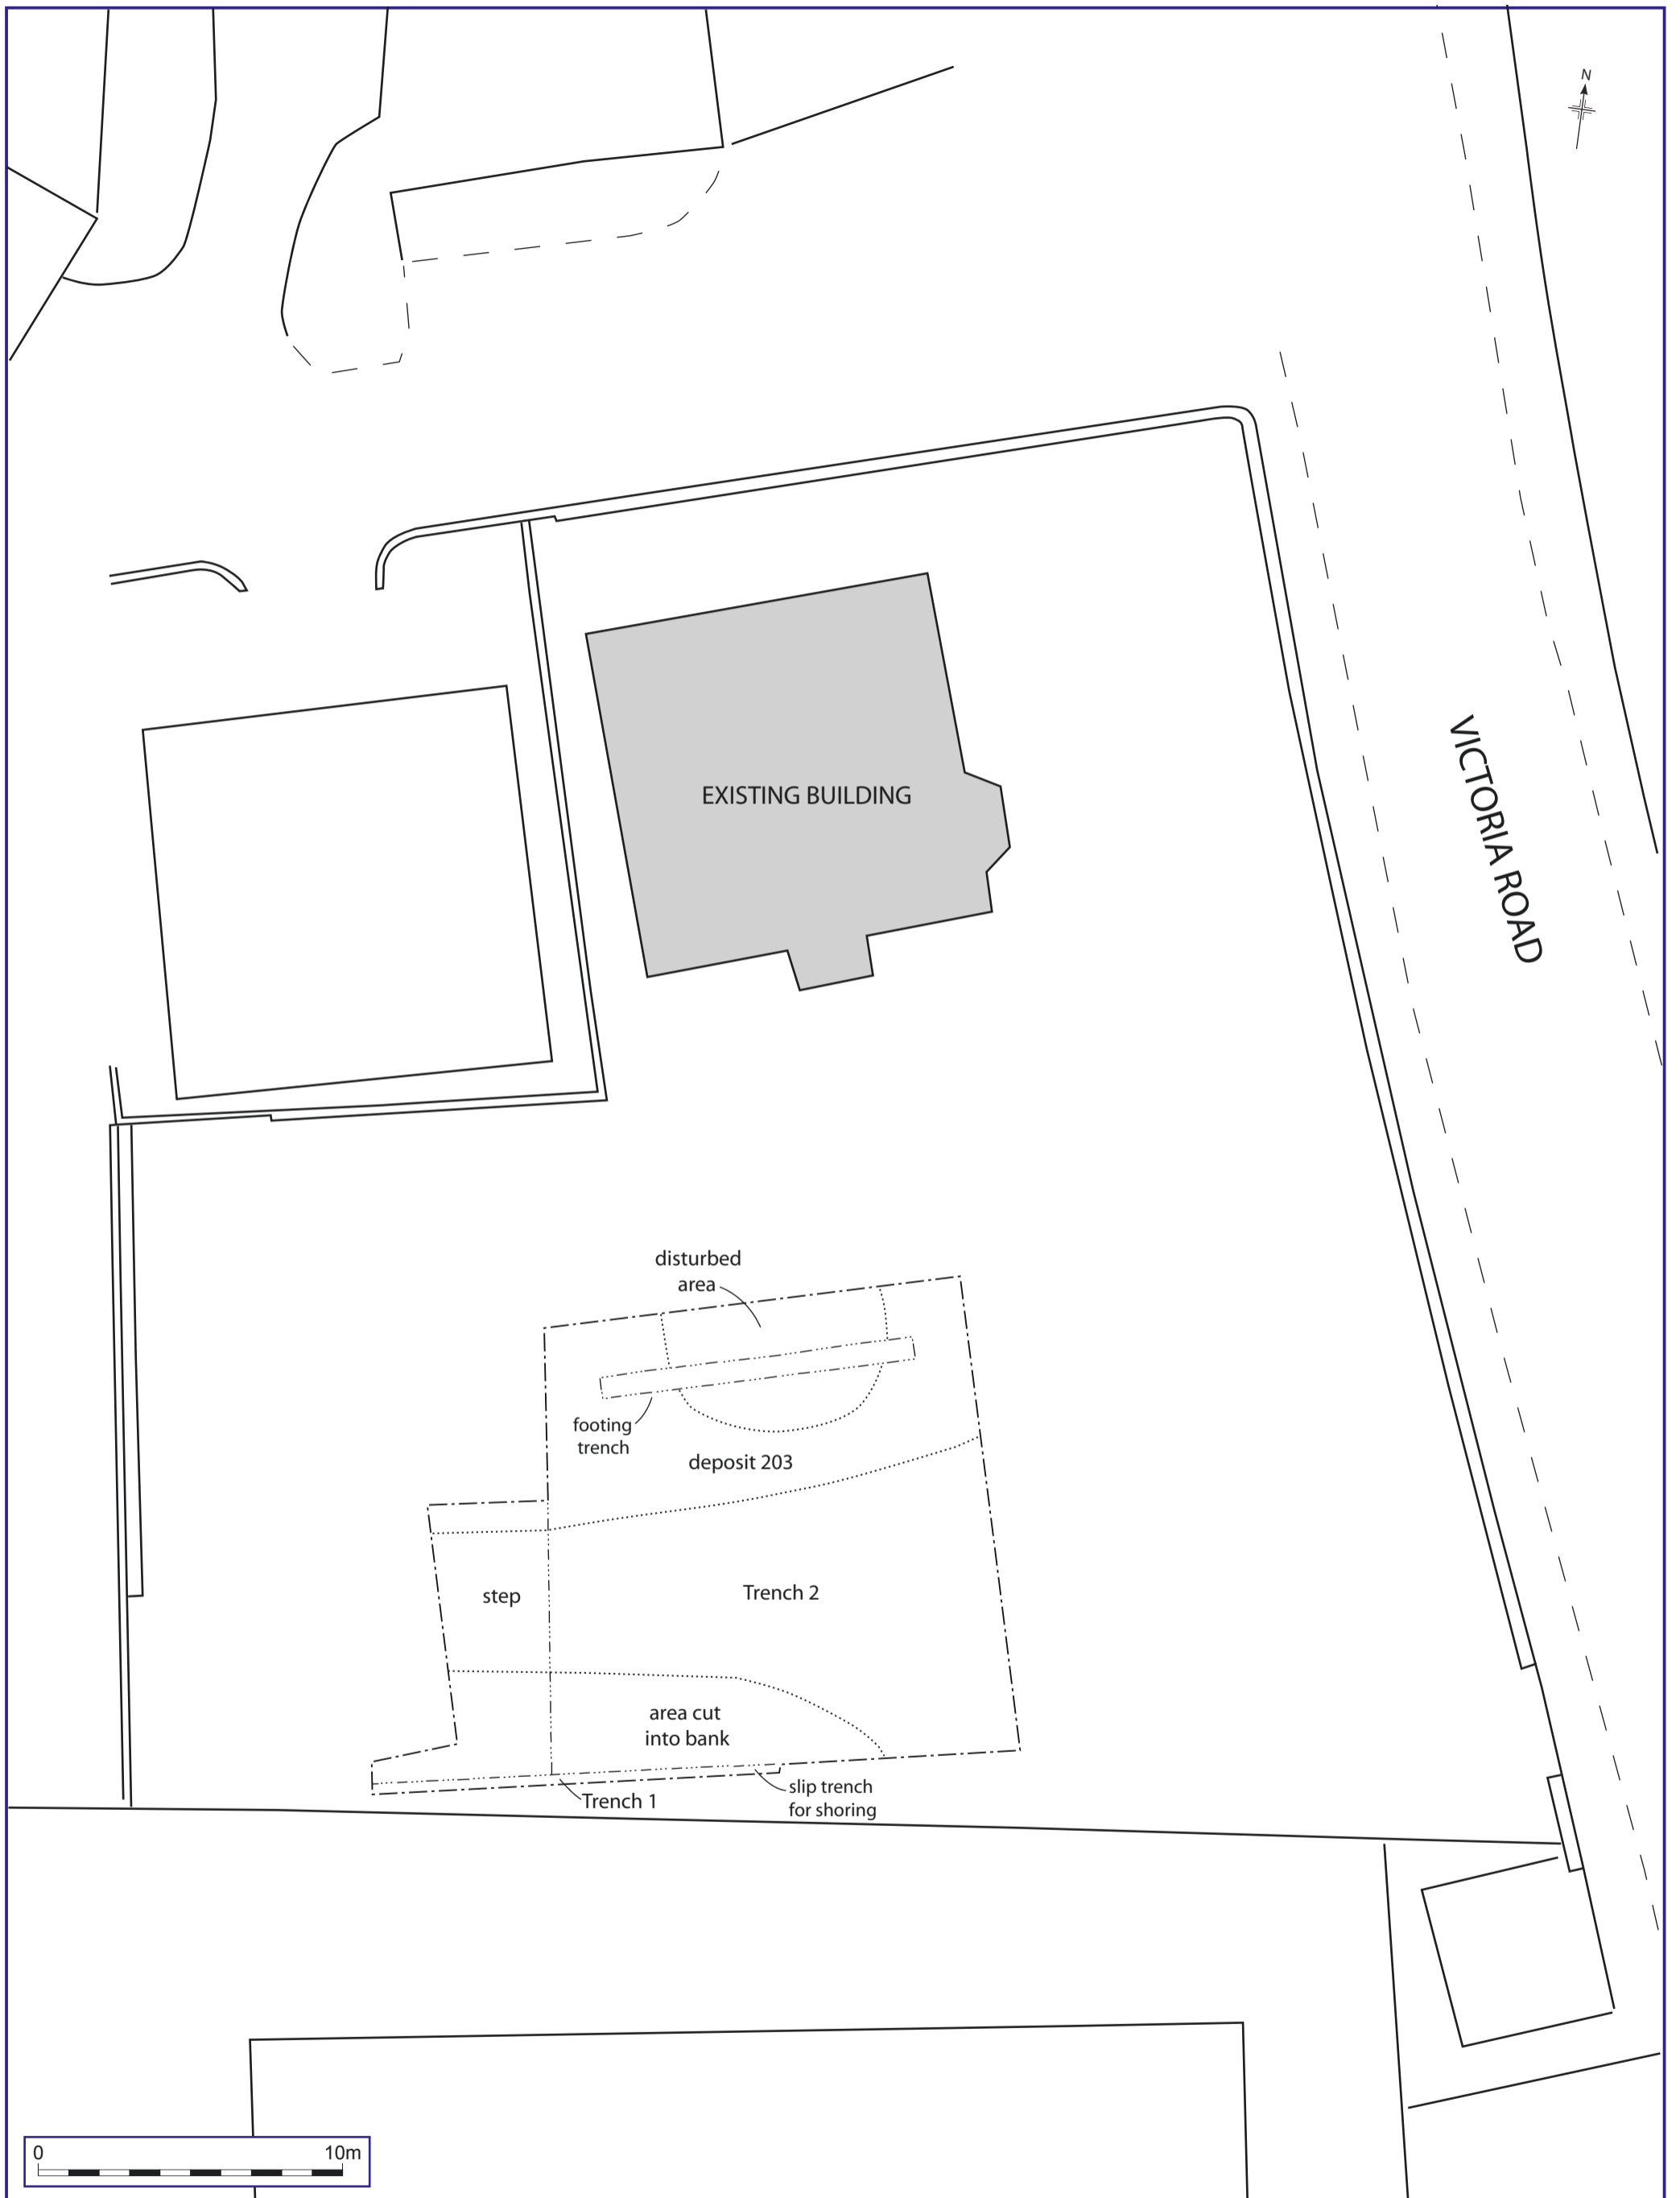 N
VICTORIA ROAD
EXISTING BUILDING
disturbed
area
footing
trench
deposit 203
step
Trench 2
area cut
into bank
Trench 1
slip trench
for shoring
0 10m